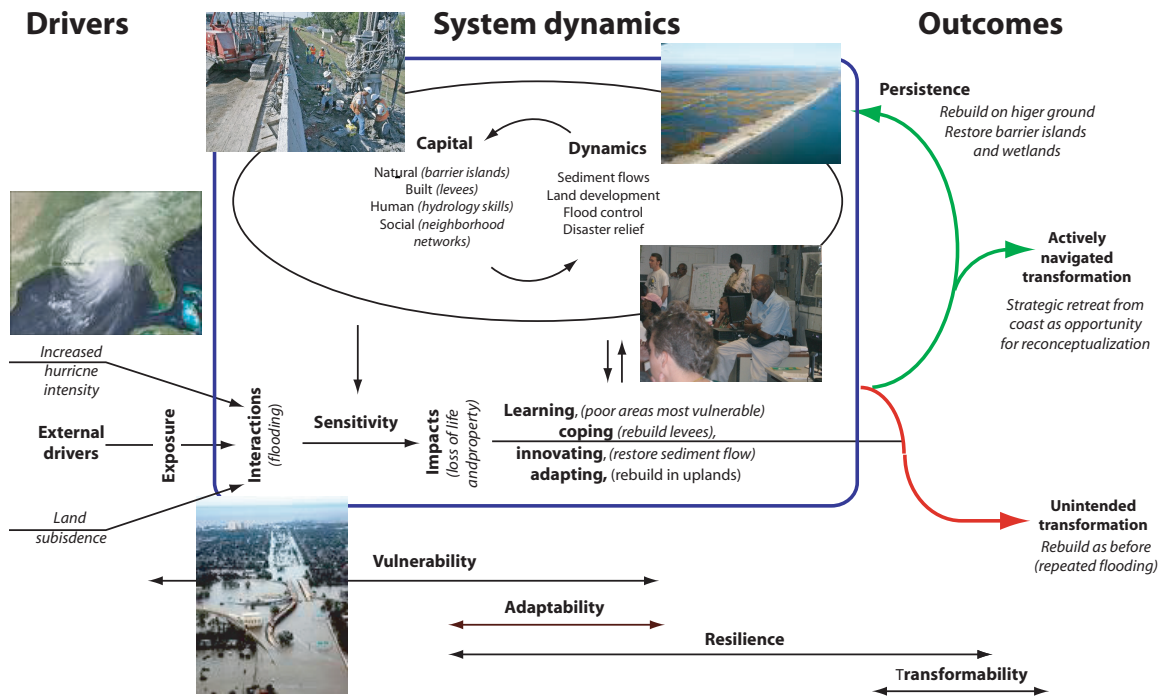 Drivers
System dynamics
Outcomes
Capital
Natural (barrier islands)
Built (levees)
Human (hydrology skills)
Social (neighborhood
networks)
Dynamics
Sediment flows
Land development
Flood control
Disaster relief
Persistence
Rebuild on higer ground
Restore barrier islands
and wetlands
Actively
navigated
transformation
Strategic retreat from
coast as opportunity
for reconceptualization
Increased
hurricne
intensity
External
drivers
Land
subisdence
Exposure
Interactions
(flooding)
Sensitivity
Impacts
(loss of life
andproperty)
Learning, (poor areas most vulnerable)
coping (rebuild levees),
innovating, (restore sediment flow)
adapting, (rebuild in uplands)
Unintended
transformation
Rebuild as before
(repeated flooding)
Vulnerability
Adaptability
Resilience
Transformability